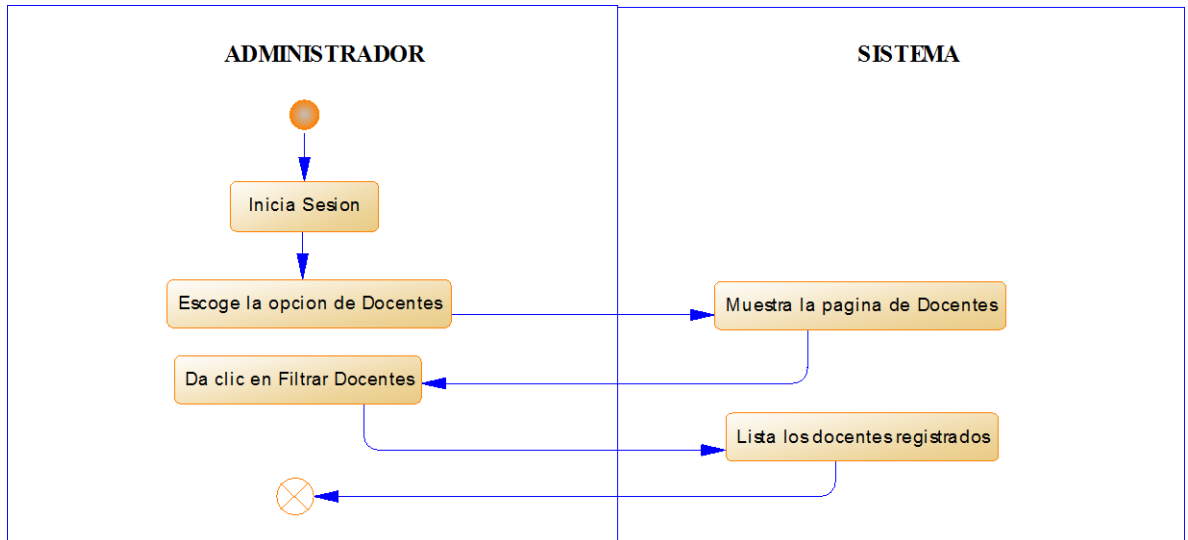 ADMINISTRADOR
SISTEMA
Inicia Sesion
Escoge la opcion de Docentes
Muestra la pagina de Docentes
Da clic en Filtrar Docentes
Lista los docentes registrados